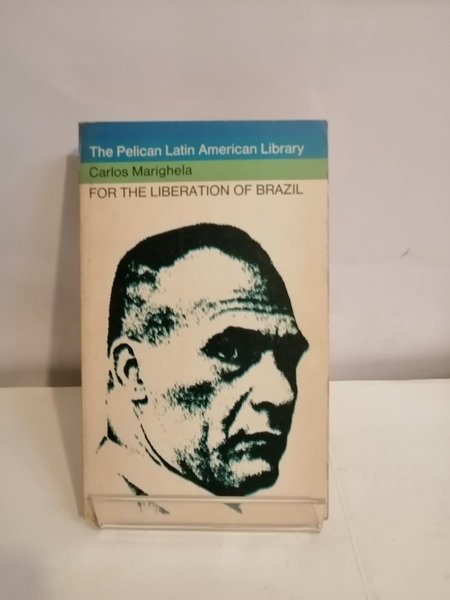 The Pelican Latin American Library
Carlos Marighela
FOR THE LIBERATION OF BRAZIL